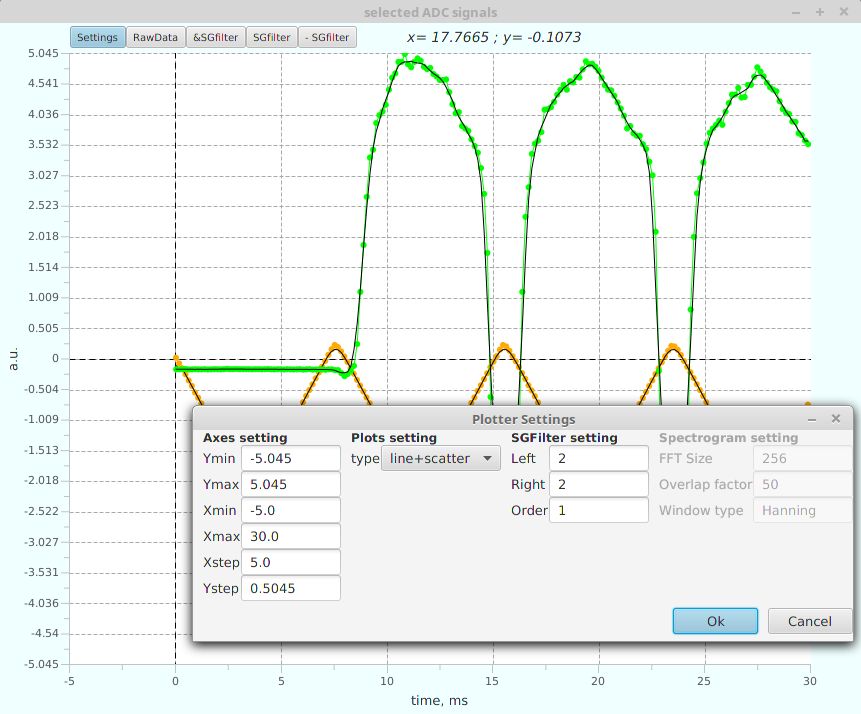 selected ADC signals
Settings RawData &SGfilter SGfilter - SGfilter x= 17.7665 ; y= -0.1073
5.045
4.541
4.036
3.532
3.027
2.523
2.018
1.514
1.009
0.505
0
-0.504
-1.009
-1.513
-2.018
-2.522
-3.027
-3.531
-4.036
-4.54
-5.045
a.u.
-5 0 5 10 15 20 25 30
time, ms
Plotter Settings
Axes setting Plots setting SGFilter setting Spectrogram setting
Ymin -5.045 type line+scatter Left 2 FFT Size 256
Ymax 5.045 Right 2 Overlap factor 50
Xmin -5.0 Order 1 Window type Hanning
Xmax 30.0
Xstep 5.0
Ystep 0.5045
Ok Cancel